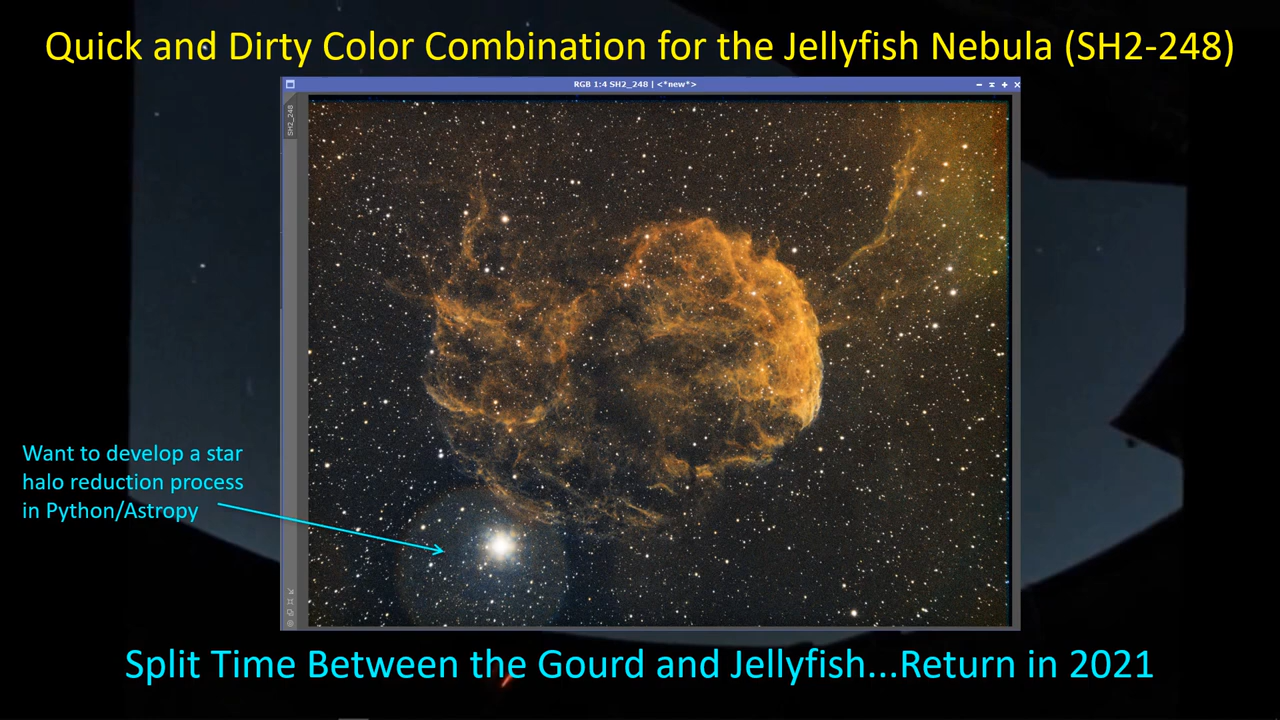 Quick and Dirty Color Combination for the Jellyfish Nebula (SH2-248)
RGB 1:4 SH2_248 | <*new*>
SH2_248
Want to develop a star
halo reduction process
in Python/Astropy
Split Time Between the Gourd and Jellyfish...Return in 2021